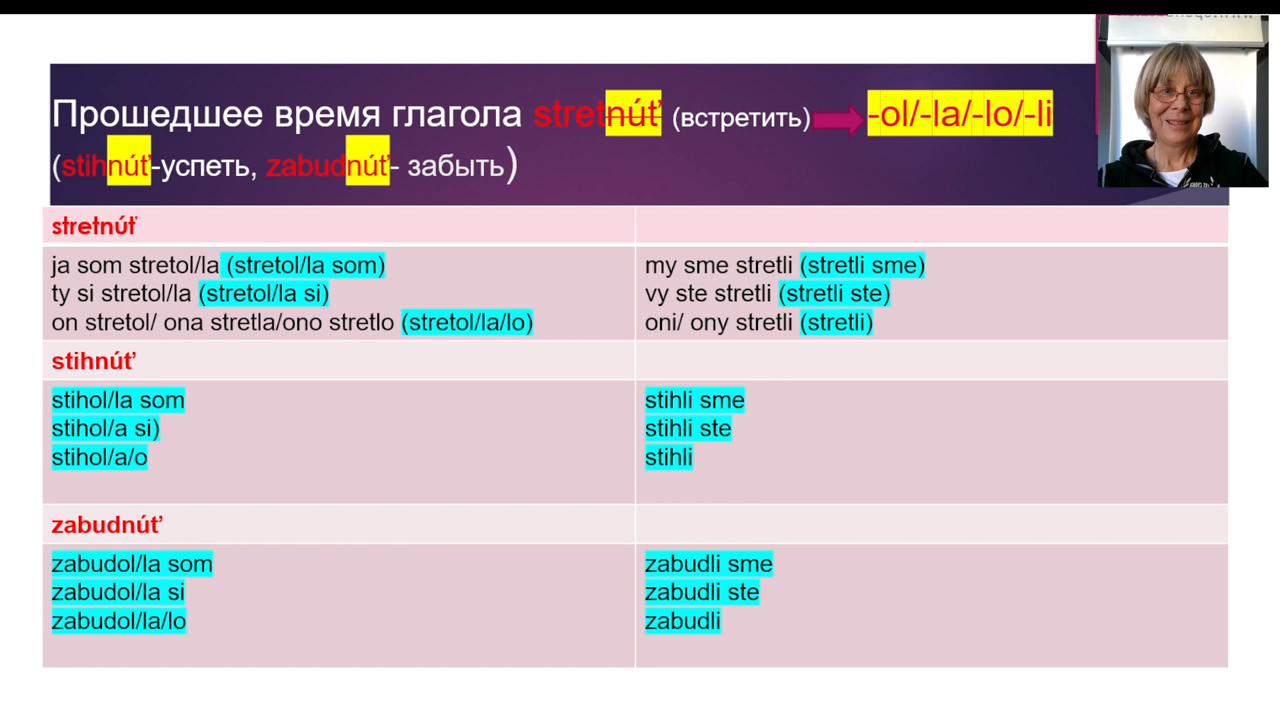 Прошедшее время глагола stretnúť (встретить) -ol/-la/-lo/-li
(stihnúť-успеть, zabudnúť- забыть)
stretnúť
ja som stretol/la (stretol/la som)
ty si stretol/la (stretol/la si)
on stretol/ ona stretla/ono stretlo (stretol/la/lo)
my sme stretli (stretli sme)
vy ste stretli (stretli ste)
oni/ ony stretli (stretli)
stihnúť
stihol/la som
stihol/a si)
stihol/a/o
stihli sme
stihli ste
stihli
zabudnúť
zabudol/la som
zabudol/la si
zabudol/la/lo
zabudli sme
zabudli ste
zabudli